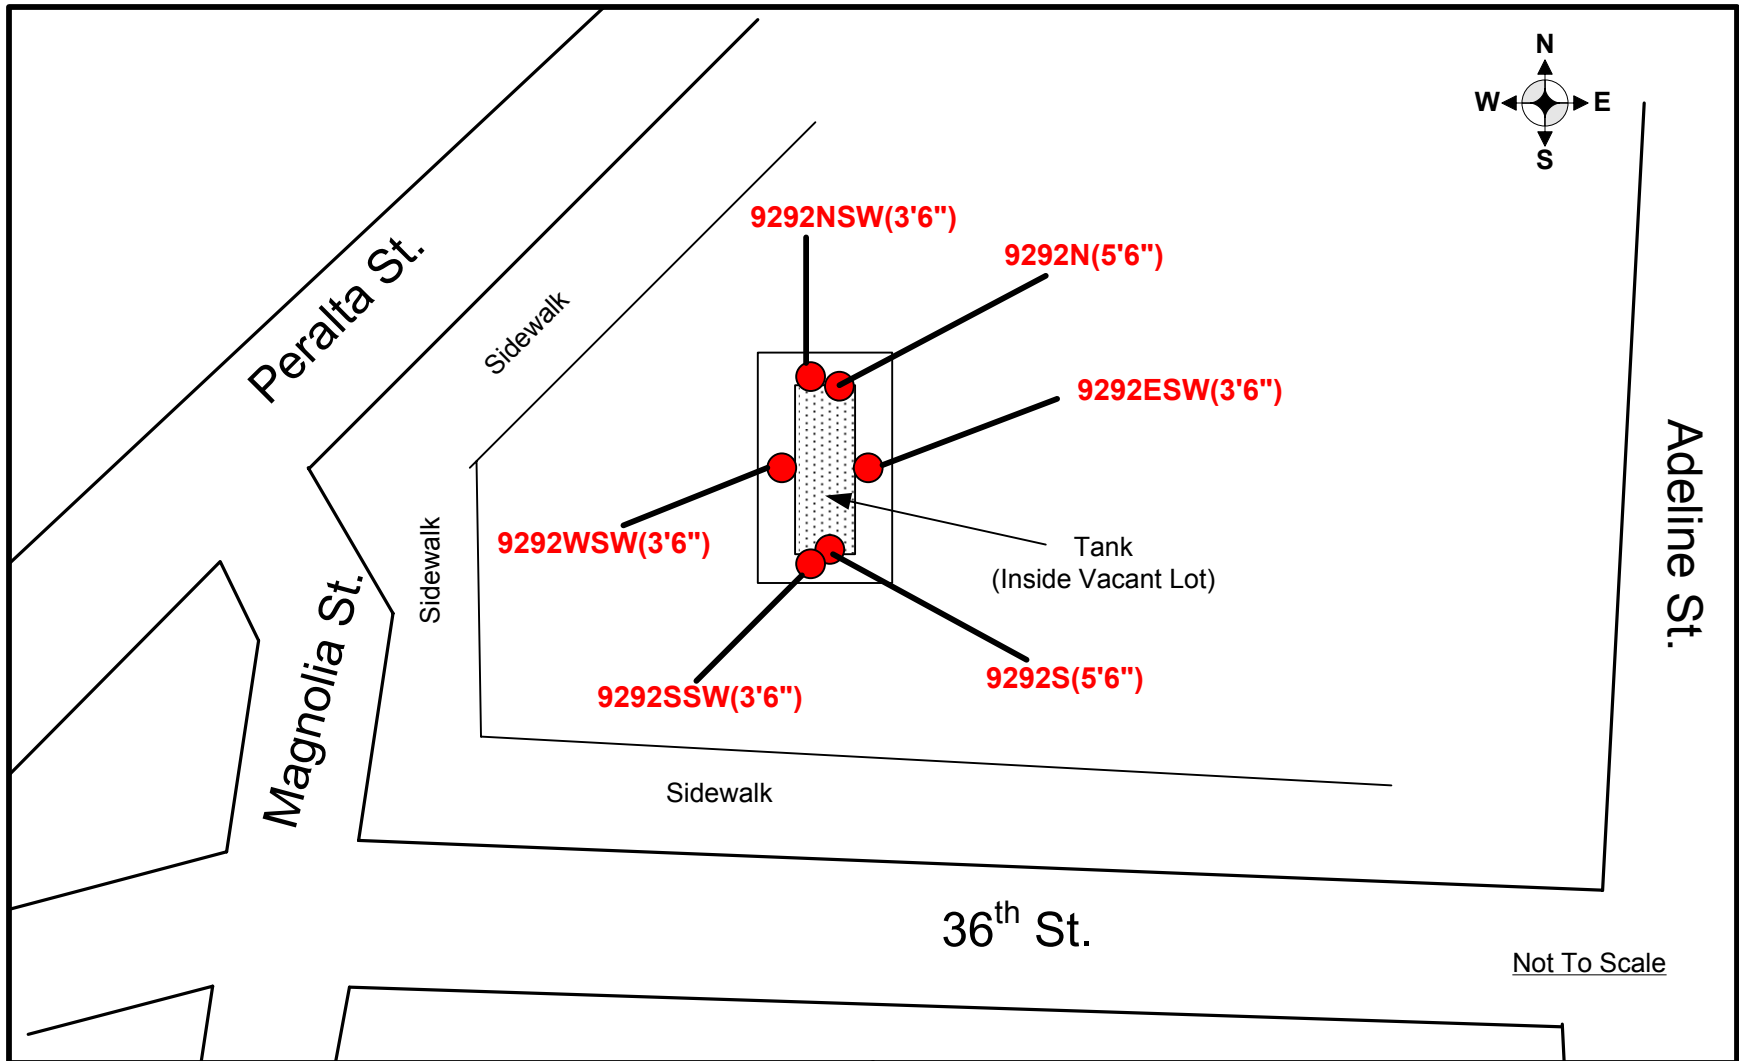 N
W E
S
9292NSW(3'6")
9292N(5'6")
Peralta St.
Sidewalk
9292ESW(3'6")
Adeline St.
9292WSW(3'6")
Sidewalk
Tank
(Inside Vacant Lot)
Magnolia St.
9292S(5'6")
9292SSW(3'6")
Sidewalk
36th St.
Not To Scale